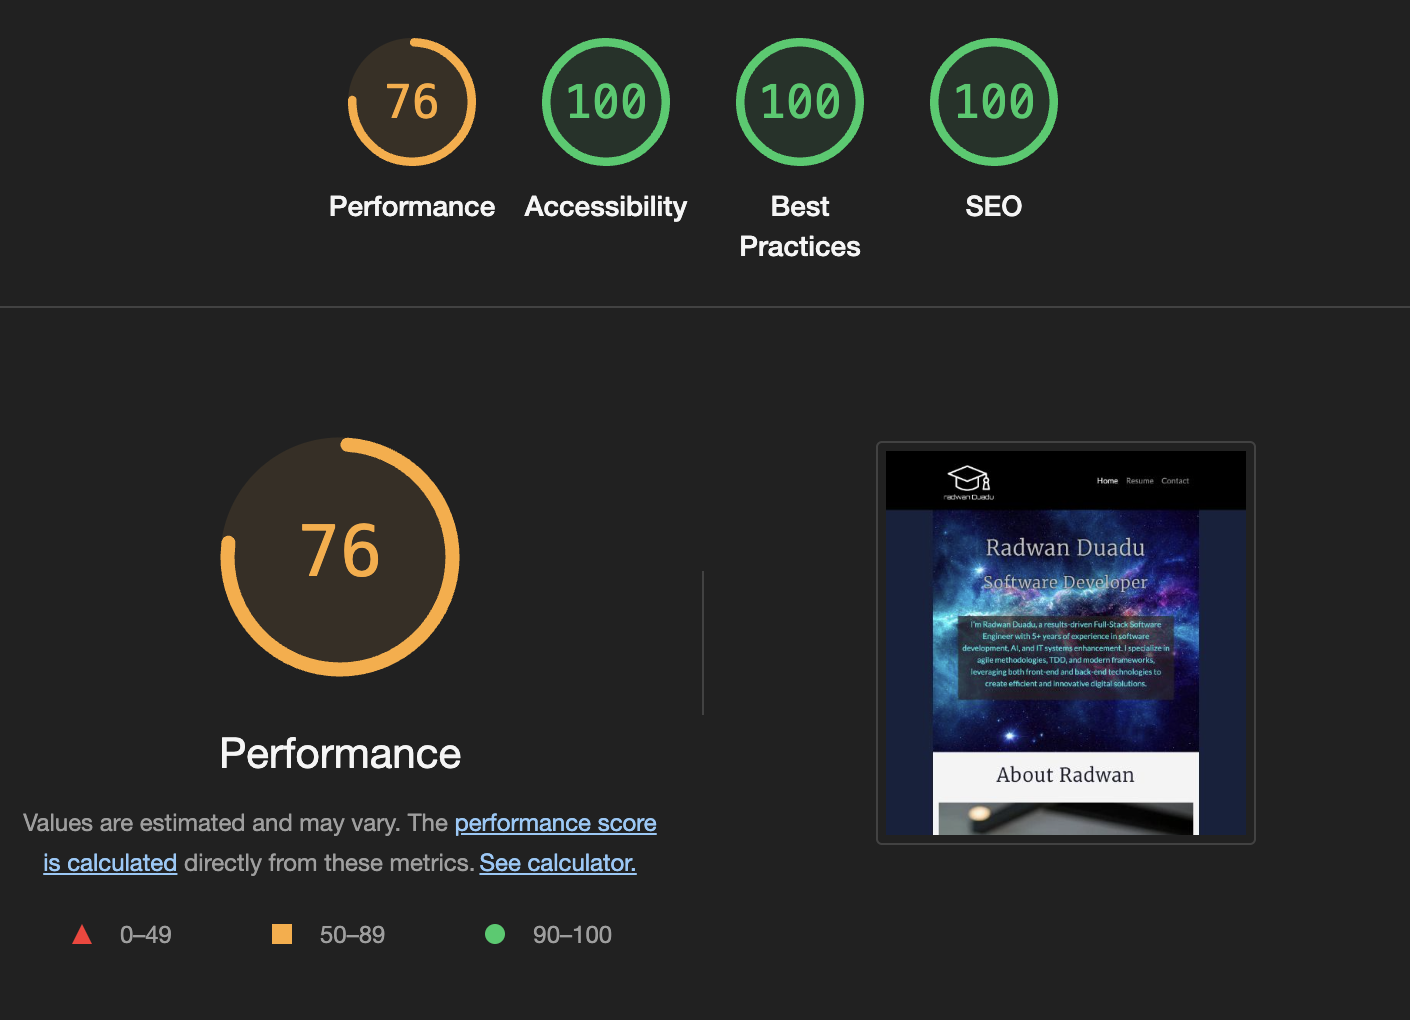 76
100
100
100
Performance
Accessibility
Best
Practices
SEO
76
Performance
Values are estimated and may vary. The performance score
is calculated directly from these metrics. See calculator.
0–49
50–89
90–100
radwan Duadu
Home Resume Contact
Radwan Duadu
Software Developer
I'm Radwan Duadu, a results-driven Full-Stack Software
Engineer with 5+ years of experience in software
development, AI, and IT systems enhancement. I specialize in
agile methodologies, TDD, and modern frameworks,
leveraging both front-end and back-end technologies to
create efficient and innovative digital solutions.
About Radwan